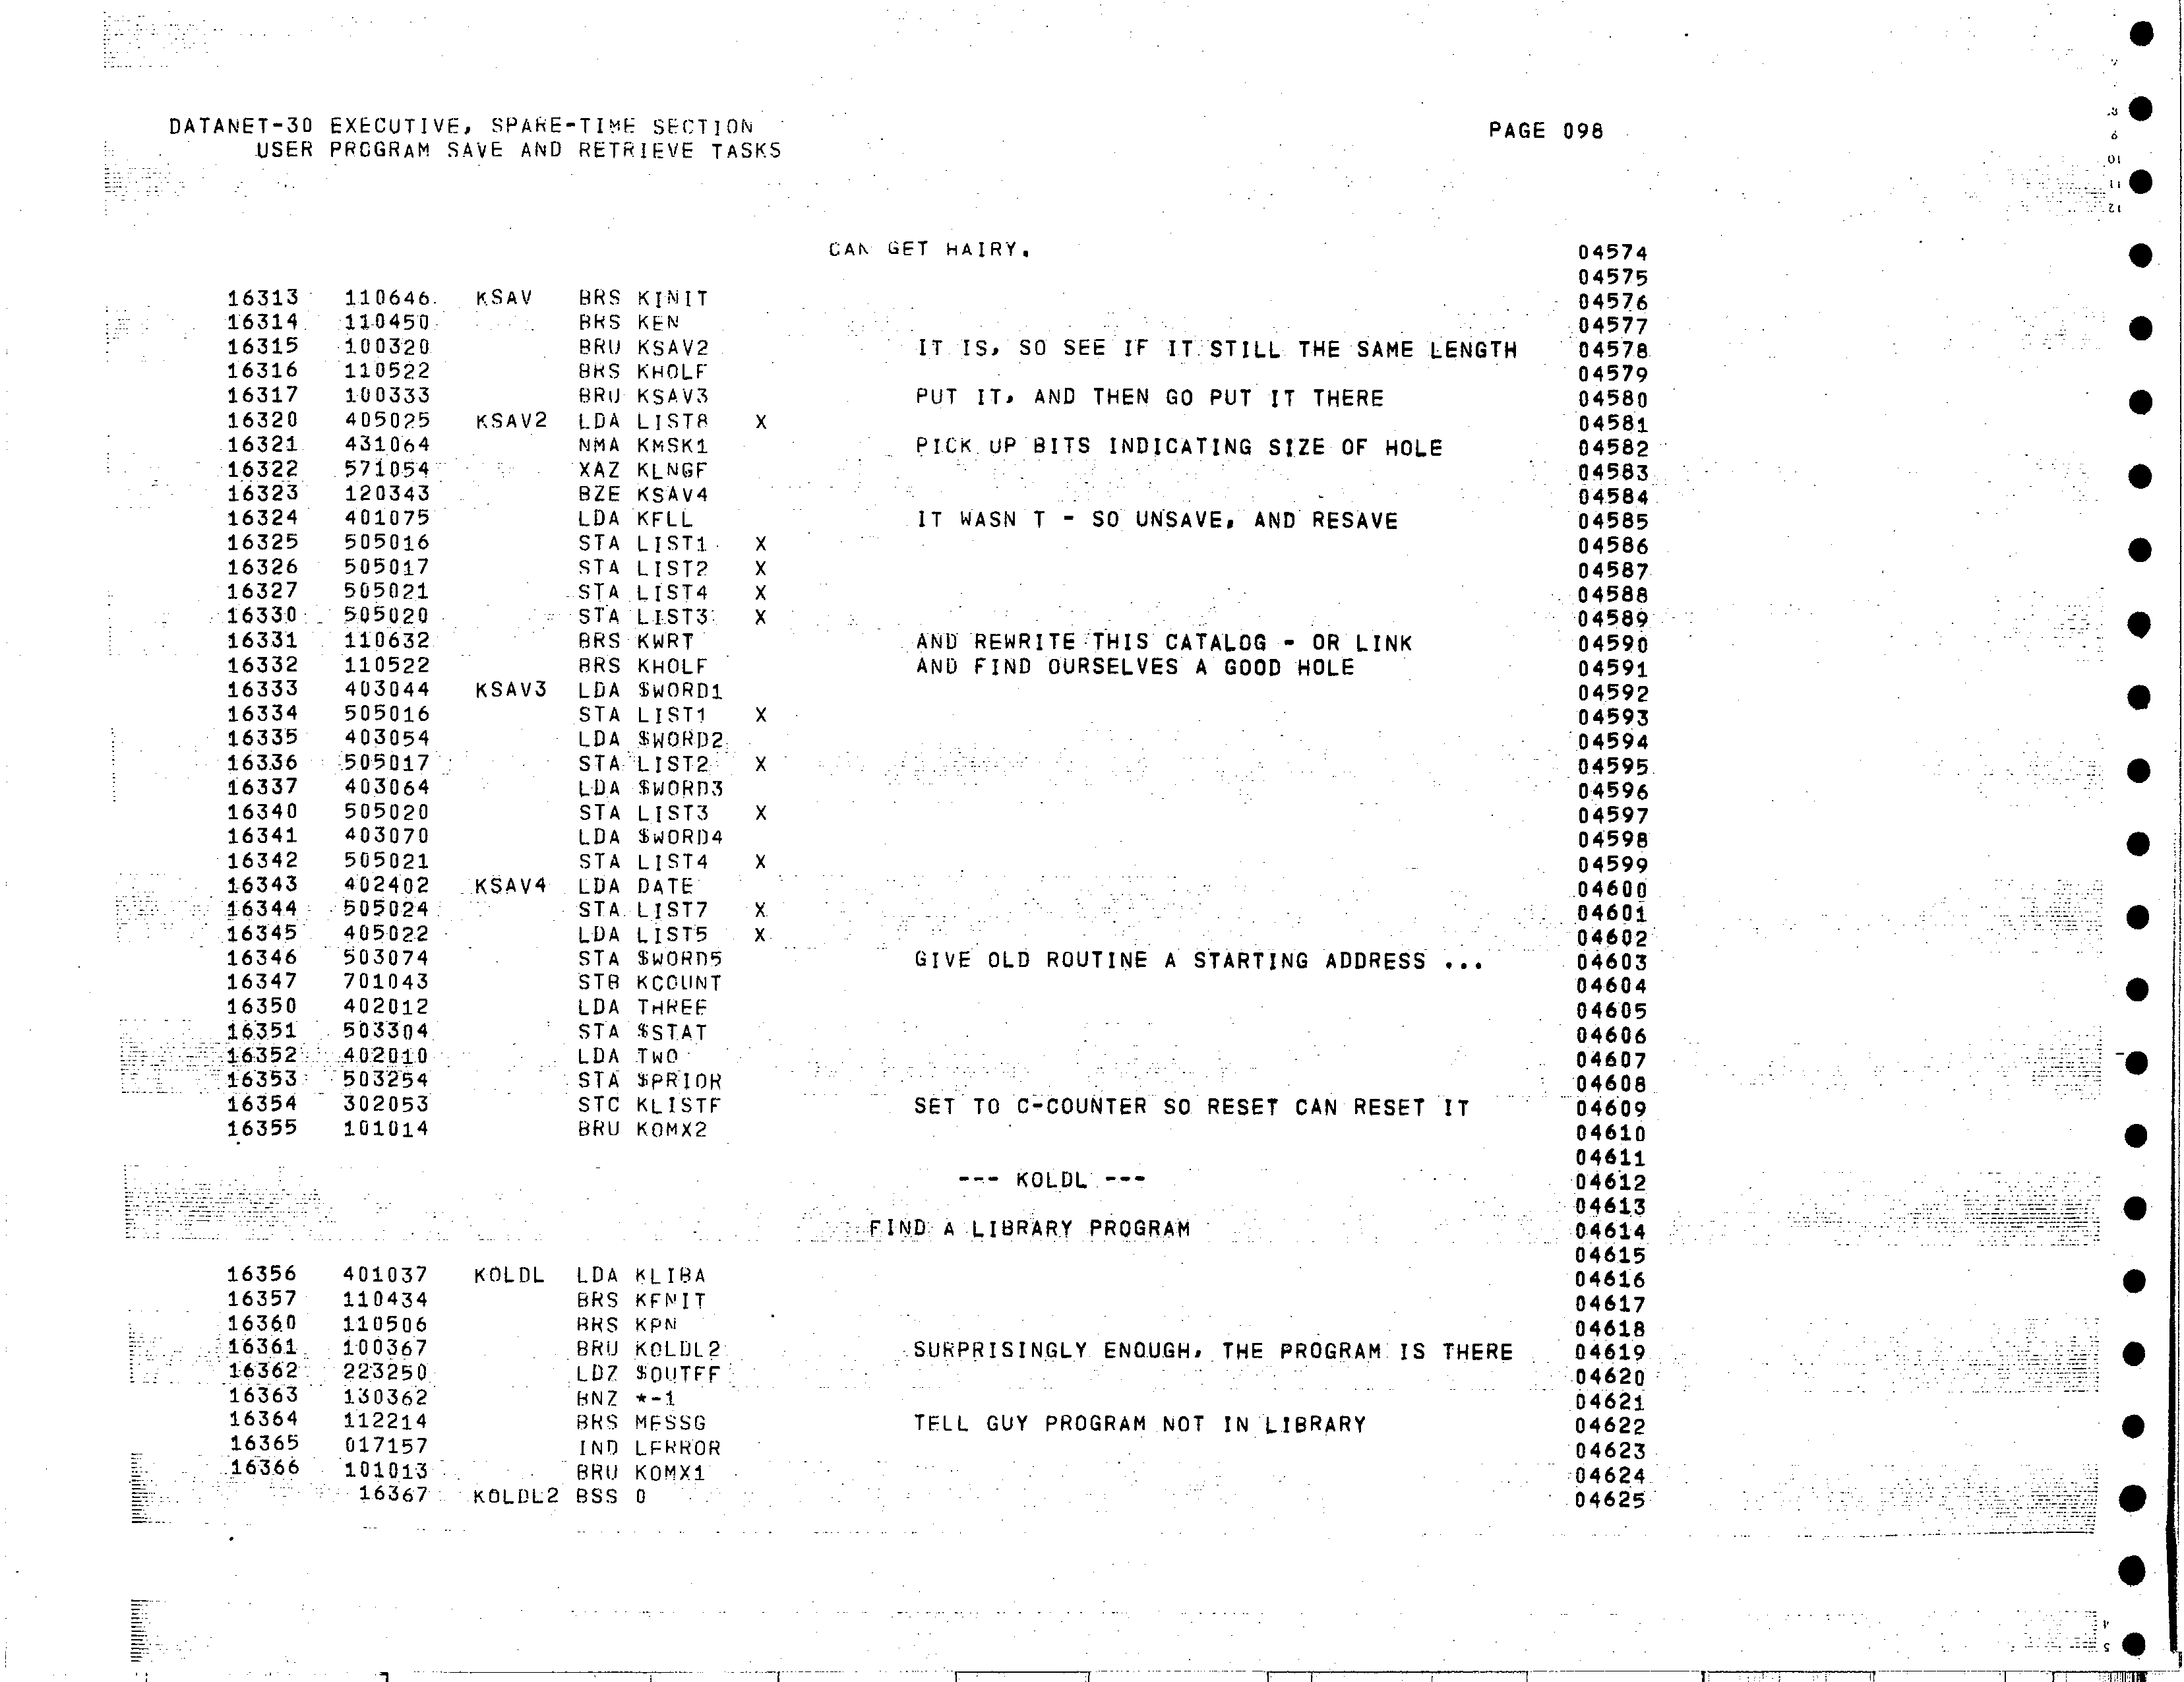 DATANET-30 EXECUTIVE, SPARE-TIME SECTION PAGE 098
USER PROGRAM SAVE AND RETRIEVE TASKS
CAN GET HAIRY. 04574
04575
16313 110646 KSAV BRS KINIT 04576
16314 110450 BRS KEN 04577
16315 100320 BRU KSAV2 IT IS, SO SEE IF IT STILL THE SAME LENGTH 04578
16316 110522 BRS KHOLF 04579
16317 100333 BRU KSAV3 PUT IT, AND THEN GO PUT IT THERE 04580
16320 405025 KSAV2 LDA LIST8 X 04581
16321 431064 NMA KMSK1 PICK UP BITS INDICATING SIZE OF HOLE 04582
16322 571054 XAZ KLNGF 04583
16323 120343 BZE KSAV4 04584
16324 401075 LDA KFLL IT WASN T - SO UNSAVE, AND RESAVE 04585
16325 505016 STA LIST1 X 04586
16326 505017 STA LIST2 X 04587
16327 505021 STA LIST4 X 04588
16330 505020 STA LIST3 X 04589
16331 110632 BRS KWRT AND REWRITE THIS CATALOG - OR LINK 04590
16332 110522 BRS KHOLF AND FIND OURSELVES A GOOD HOLE 04591
16333 403044 KSAV3 LDA $WORD1 04592
16334 505016 STA LIST1 X 04593
16335 403054 LDA $WORD2 04594
16336 505017 STA LIST2 X 04595
16337 403064 LDA $WORD3 04596
16340 505020 STA LIST3 X 04597
16341 403070 LDA $WORD4 04598
16342 505021 STA LIST4 X 04599
16343 402402 KSAV4 LDA DATE 04600
16344 505024 STA LIST7 X 04601
16345 405022 LDA LIST5 X 04602
16346 503074 STA $WORD5 GIVE OLD ROUTINE A STARTING ADDRESS ... 04603
16347 701043 STB KCOUNT 04604
16350 402012 LDA THREE 04605
16351 503304 STA $STAT 04606
16352 402010 LDA TWO 04607
16353 503254 STA $PRIOR 04608
16354 302053 STC KLISTF SET TO C-COUNTER SO RESET CAN RESET IT 04609
16355 101014 BRU KOMX2 04610
04611
--- KOLDL --- 04612
04613
FIND A LIBRARY PROGRAM 04614
04615
16356 401037 KOLDL LDA KLIBA 04616
16357 110434 BRS KFNIT 04617
16360 110506 BRS KPN 04618
16361 100367 BRU KOLDL2 SURPRISINGLY ENOUGH, THE PROGRAM IS THERE 04619
16362 223250 LDZ $OUTFF 04620
16363 130362 BNZ *-1 04621
16364 112214 BRS MESSG TELL GUY PROGRAM NOT IN LIBRARY 04622
16365 017157 IND LERROR 04623
16366 101013 BRU KOMX1 04624
16367 KOLDL2 BSS 0 04625